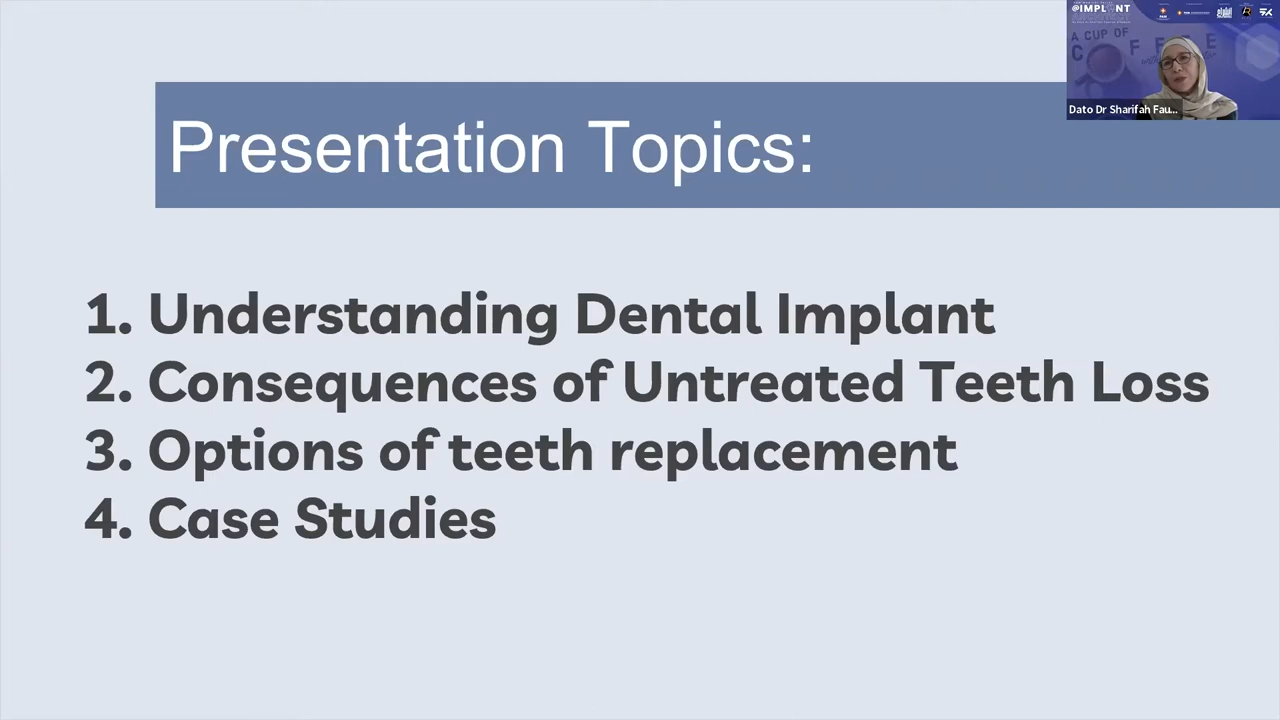 @IMPLANT
A CUP OF
COFFEE
Dato Dr Sharifah Fau...
Presentation Topics:
1. Understanding Dental Implant
2. Consequences of Untreated Teeth Loss
3. Options of teeth replacement
4. Case Studies